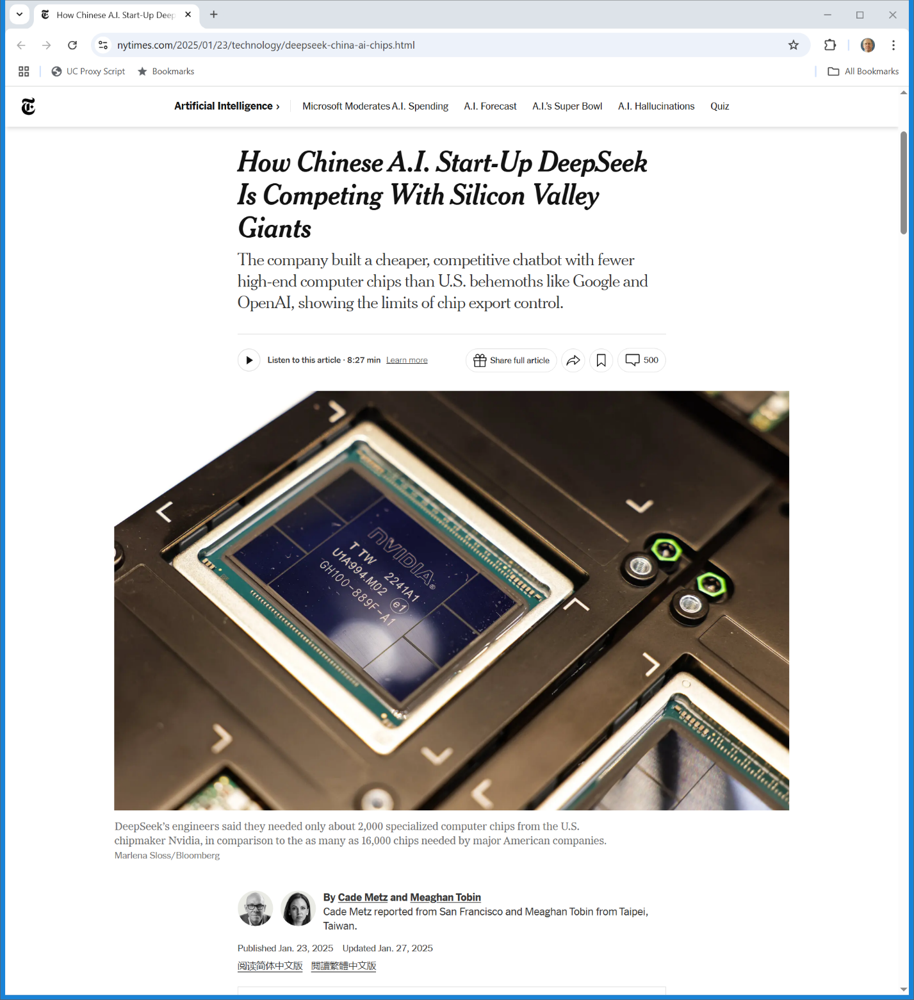 How Chinese A.I. Start-Up Deep
nytimes.com/2025/01/23/technology/deepseek-china-ai-chips.html
UC Proxy Script
Bookmarks
All Bookmarks
Artificial Intelligence ›
Microsoft Moderates A.I. Spending
A.I. Forecast
A.I.'s Super Bowl
A.I. Hallucinations
Quiz
How Chinese A.I. Start-Up DeepSeek
Is Competing With Silicon Valley
Giants
The company built a cheaper, competitive chatbot with fewer
high-end computer chips than U.S. behemoths like Google and
OpenAI, showing the limits of chip export control.
Listen to this article · 8:27 min Learn more
Share full article
500
NVIDIA®
T TW 2241A1
U1A994.M02 e1
GH100-889F-A1
DeepSeek's engineers said they needed only about 2,000 specialized computer chips from the U.S.
chipmaker Nvidia, in comparison to the as many as 16,000 chips needed by major American companies.
Marlena Sloss/Bloomberg
By Cade Metz and Meaghan Tobin
Cade Metz reported from San Francisco and Meaghan Tobin from Taipei,
Taiwan.
Published Jan. 23, 2025 Updated Jan. 27, 2025
阅读简体中文版 閱讀繁體中文版